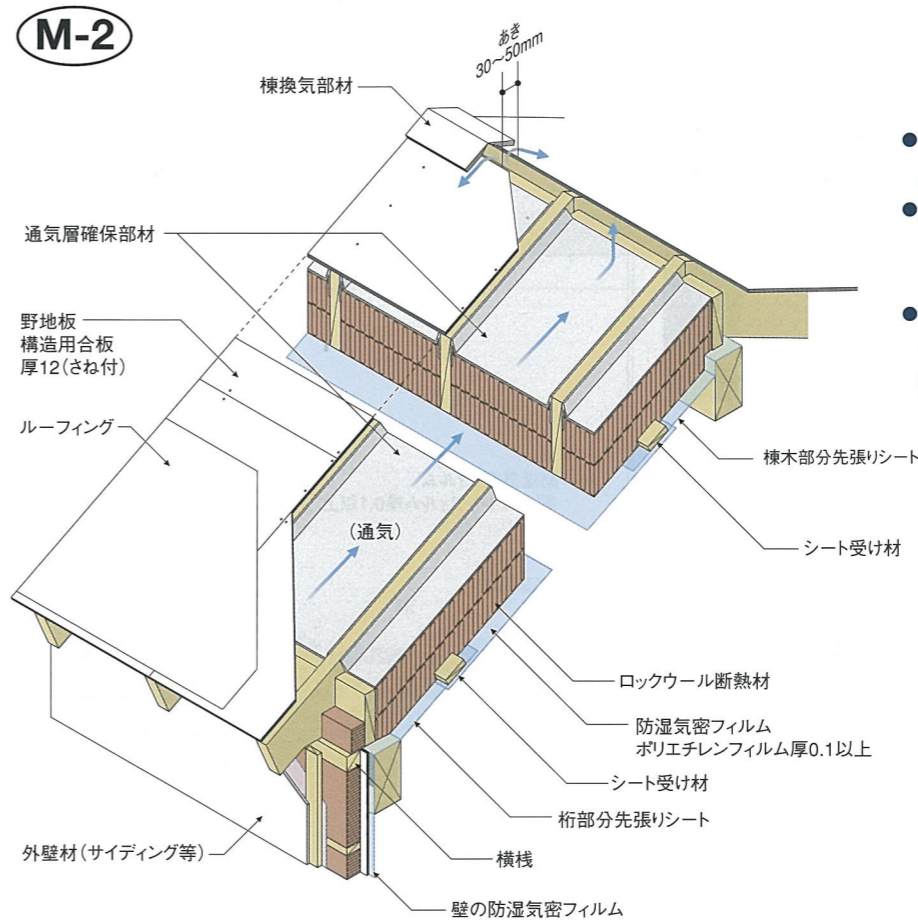 M-2
あき
30〜50mm
棟換気部材
通気層確保部材
野地板
構造用合板
厚12(さね付)
ルーフィング
棟木部分先張りシート
シート受け材
(通気)
ロックウール断熱材
防湿気密フィルム
ポリエチレンフィルム厚0.1以上
シート受け材
桁部分先張りシート
外壁材(サイディング等)
横桟
壁の防湿気密フィルム